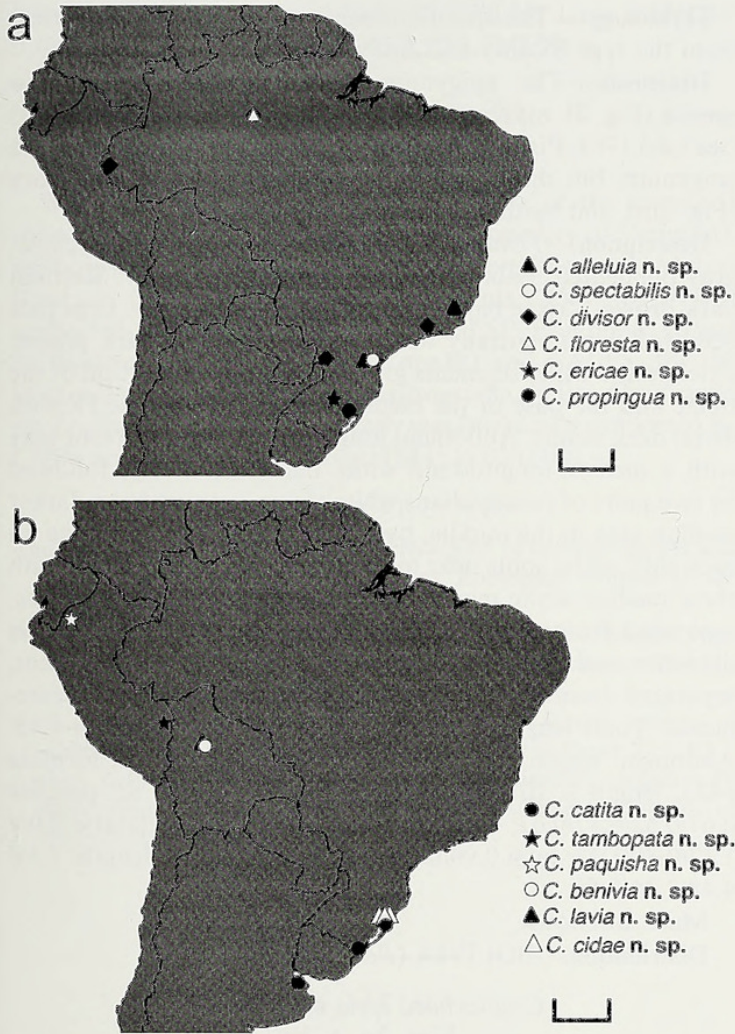 a
▲ C. alleluia n. sp.
○ C. spectabilis n. sp.
◆ C. divisor n. sp.
△ C. floresta n. sp.
★ C. ericae n. sp.
● C. propingua n. sp.
b
● C. catita n. sp.
★ C. tambopata n. sp.
☆ C. paquisha n. sp.
○ C. benivia n. sp.
▲ C. lavia n. sp.
△ C. cidae n. sp.